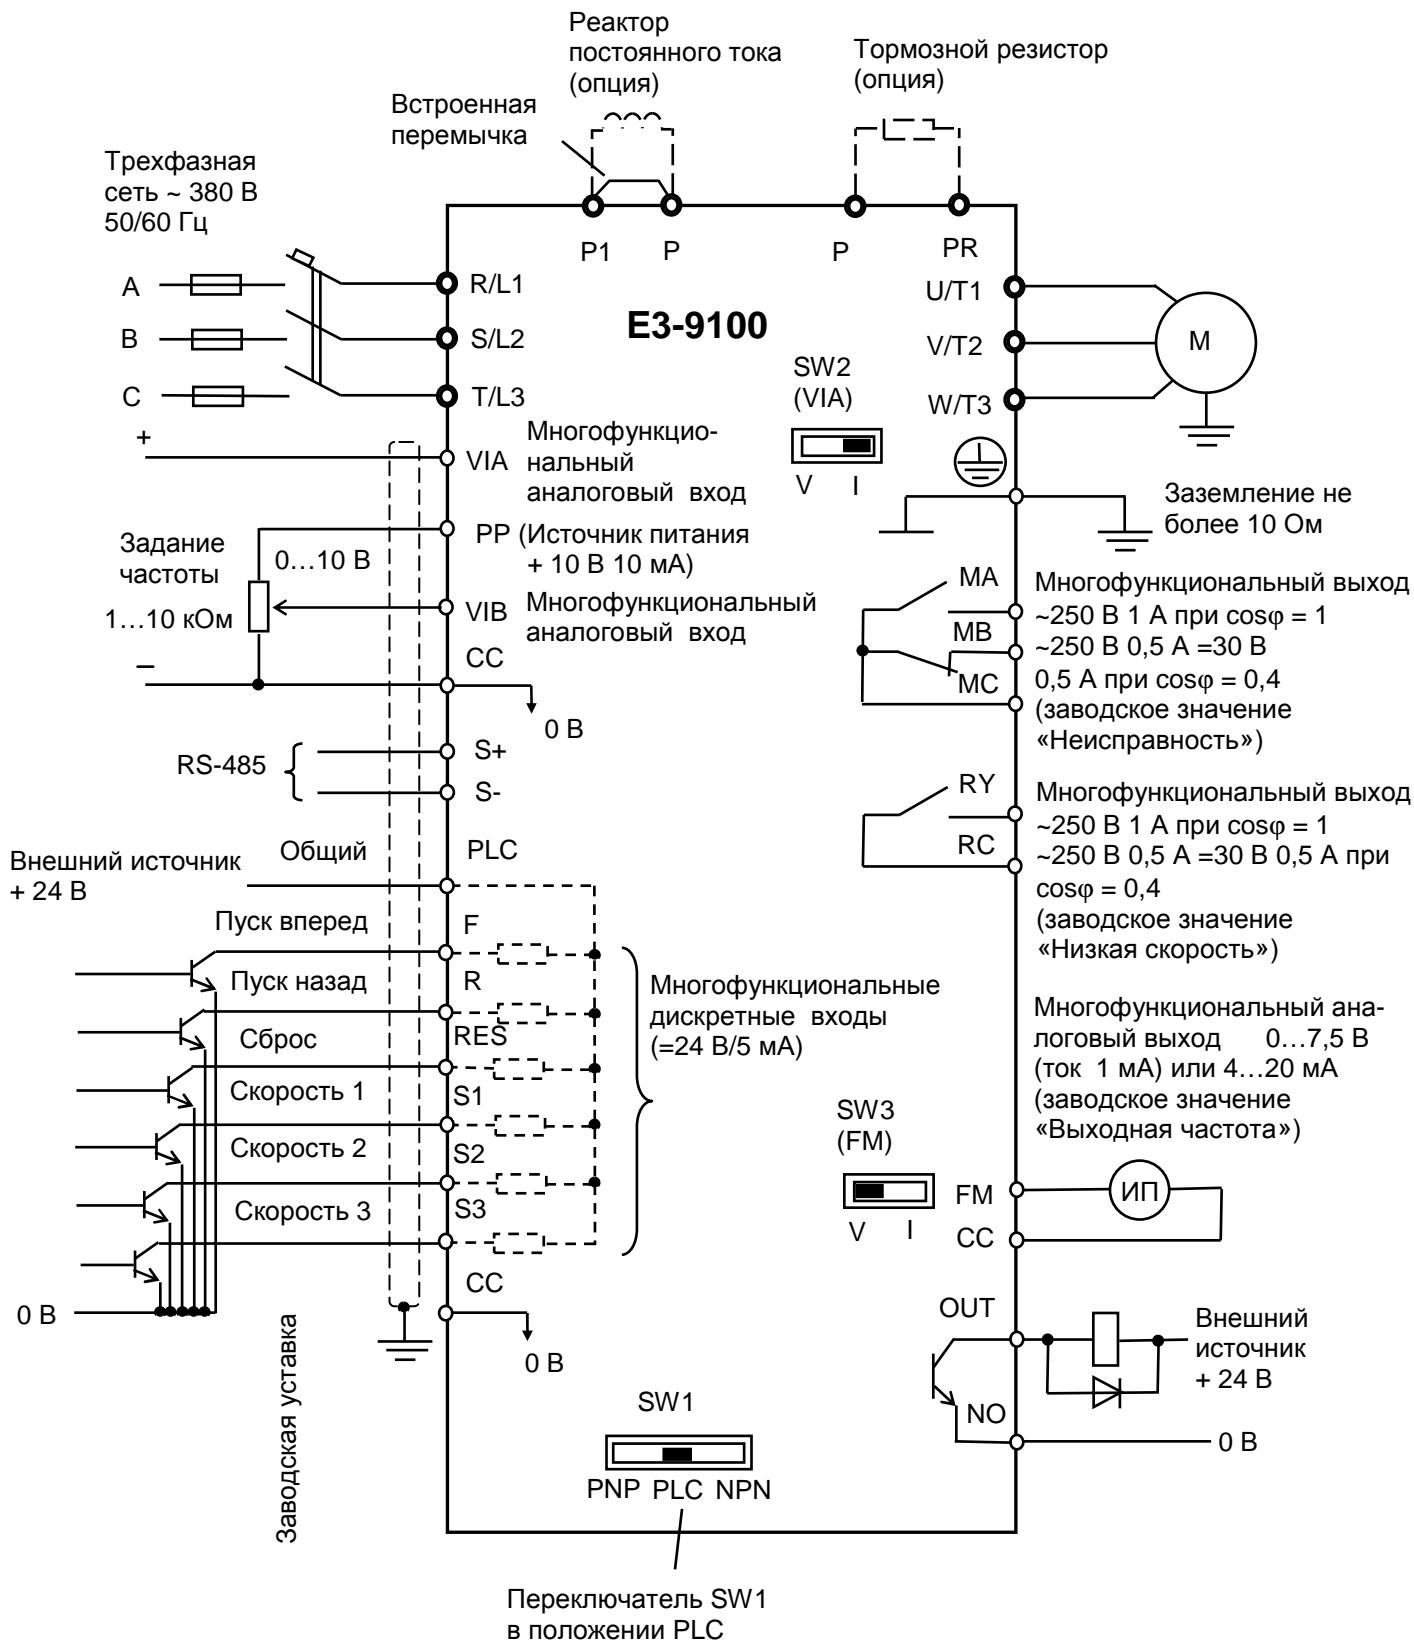 Реактор
постоянного тока
(опция)
Тормозной резистор
(опция)
Встроенная
перемычка
Трехфазная
сеть ~ 380 В
50/60 Гц
P1
P
P
PR
A
R/L1
B
S/L2
C
T/L3
E3-9100
U/T1
V/T2
W/T3
М
SW2
(VIA)
V
I
+
VIA
Многофункцио-
нальный
аналоговый вход
Заземление не
более 10 Ом
PP (Источник питания
+ 10 В 10 мА)
Задание
частоты
0…10 В
1…10 кОм
VIB
Многофункциональный
аналоговый вход
CC
–
0 В
MA
MB
MC
Многофункциональный выход
~250 В 1 А при cosφ = 1
~250 В 0,5 А =30 В
0,5 А при cosφ = 0,4
(заводское значение
«Неисправность»)
RS-485
S+
S-
RY
RC
Многофункциональный выход
~250 В 1 А при cosφ = 1
~250 В 0,5 А =30 В 0,5 А при
cosφ = 0,4
(заводское значение
«Низкая скорость»)
Внешний источник
+ 24 В
Общий
PLC
Пуск вперед
F
Пуск назад
R
Сброс
RES
Скорость 1
S1
Скорость 2
S2
Скорость 3
S3
CC
0 В
0 В
Многофункциональные
дискретные входы
(=24 В/5 мА)
Многофункциональный ана-
логовый выход 0…7,5 В
(ток 1 мА) или 4…20 мА
(заводское значение
«Выходная частота»)
SW3
(FM)
V
I
FM
CC
ИП
OUT
NO
Внешний
источник
+ 24 В
0 В
Заводская уставка
SW1
PNP PLC NPN
Переключатель SW1
в положении PLC